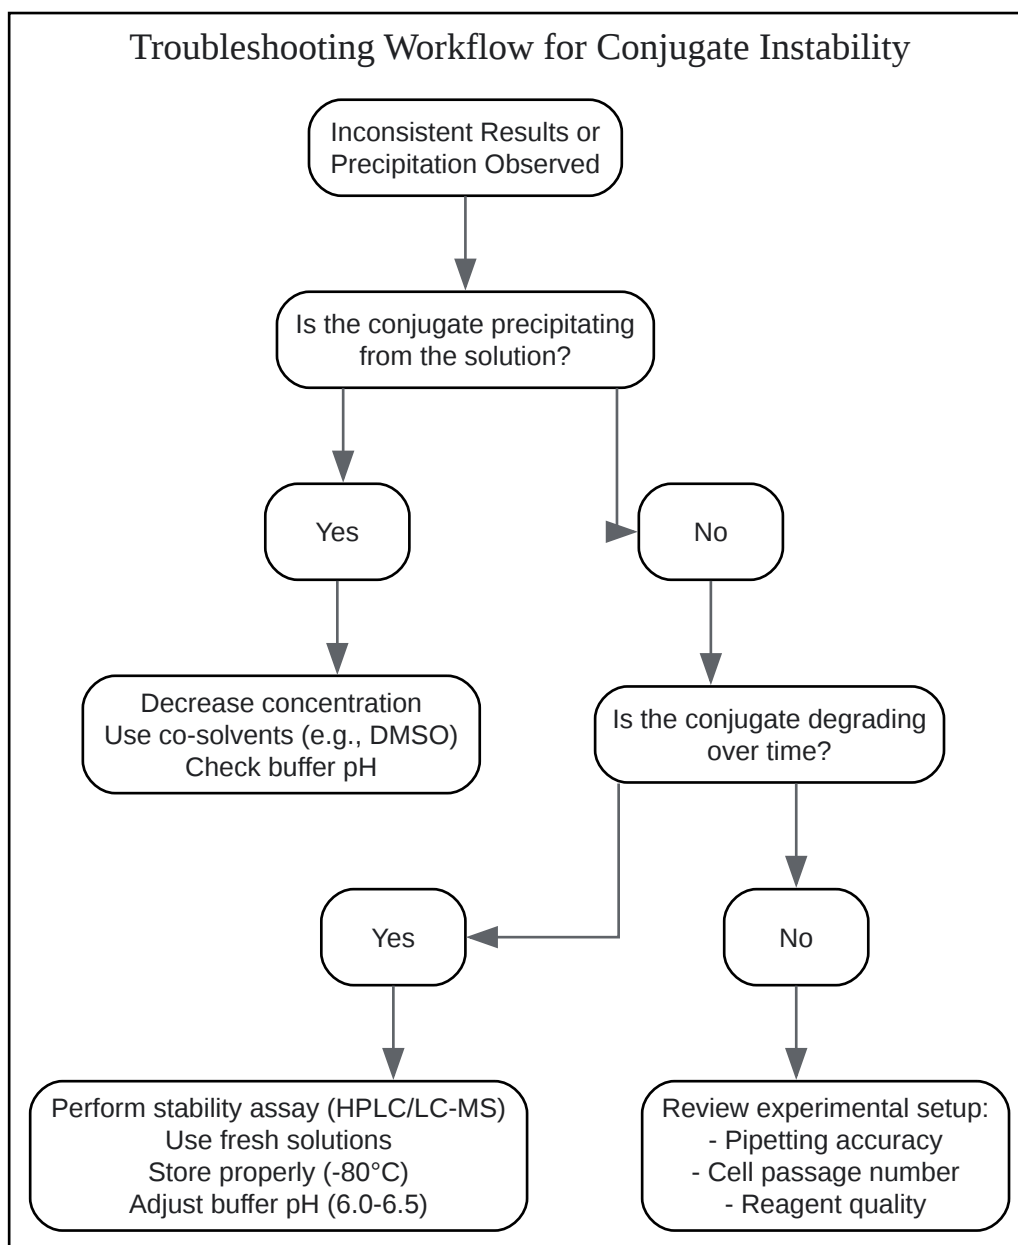 Troubleshooting Workflow for Conjugate Instability
Inconsistent Results or
Precipitation Observed
Is the conjugate precipitating
from the solution?
Yes
No
Decrease concentration
Use co-solvents (e.g., DMSO)
Check buffer pH
Is the conjugate degrading
over time?
Yes
No
Perform stability assay (HPLC/LC-MS)
Use fresh solutions
Store properly (-80°C)
Adjust buffer pH (6.0-6.5)
Review experimental setup:
- Pipetting accuracy
- Cell passage number
- Reagent quality